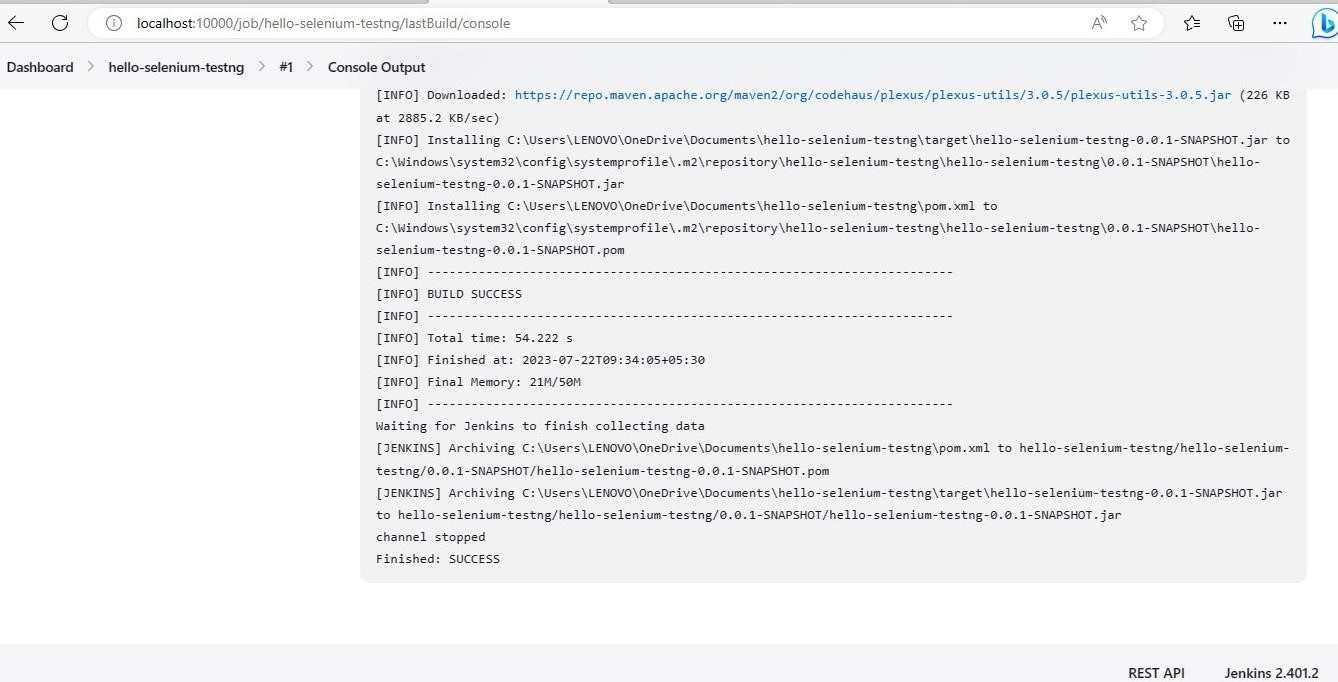 localhost:10000/job/hello-selenium-testng/lastBuild/console
Dashboard > hello-selenium-testng > #1 > Console Output
[INFO] Downloaded: https://repo.maven.apache.org/maven2/org/codehaus/plexus/plexus-utils/3.0.5/plexus-utils-3.0.5.jar (226 KB
at 2885.2 KB/sec)
[INFO] Installing C:\Users\LENOVO\OneDrive\Documents\hello-selenium-testng\target\hello-selenium-testng-0.0.1-SNAPSHOT.jar to
C:\Windows\system32\config\systemprofile\.m2\repository\hello-selenium-testng\hello-selenium-testng\0.0.1-SNAPSHOT\hello-
selenium-testng-0.0.1-SNAPSHOT.jar
[INFO] Installing C:\Users\LENOVO\OneDrive\Documents\hello-selenium-testng\pom.xml to
C:\Windows\system32\config\systemprofile\.m2\repository\hello-selenium-testng\hello-selenium-testng\0.0.1-SNAPSHOT\hello-
selenium-testng-0.0.1-SNAPSHOT.pom
[INFO] ------------------------------------------------------------------------
[INFO] BUILD SUCCESS
[INFO] ------------------------------------------------------------------------
[INFO] Total time: 54.222 s
[INFO] Finished at: 2023-07-22T09:34:05+05:30
[INFO] Final Memory: 21M/50M
[INFO] ------------------------------------------------------------------------
Waiting for Jenkins to finish collecting data
[JENKINS] Archiving C:\Users\LENOVO\OneDrive\Documents\hello-selenium-testng\pom.xml to hello-selenium-testng/hello-selenium-
testng/0.0.1-SNAPSHOT/hello-selenium-testng-0.0.1-SNAPSHOT.pom
[JENKINS] Archiving C:\Users\LENOVO\OneDrive\Documents\hello-selenium-testng\target\hello-selenium-testng-0.0.1-SNAPSHOT.jar
to hello-selenium-testng/hello-selenium-testng/0.0.1-SNAPSHOT/hello-selenium-testng-0.0.1-SNAPSHOT.jar
channel stopped
Finished: SUCCESS
REST API Jenkins 2.401.2